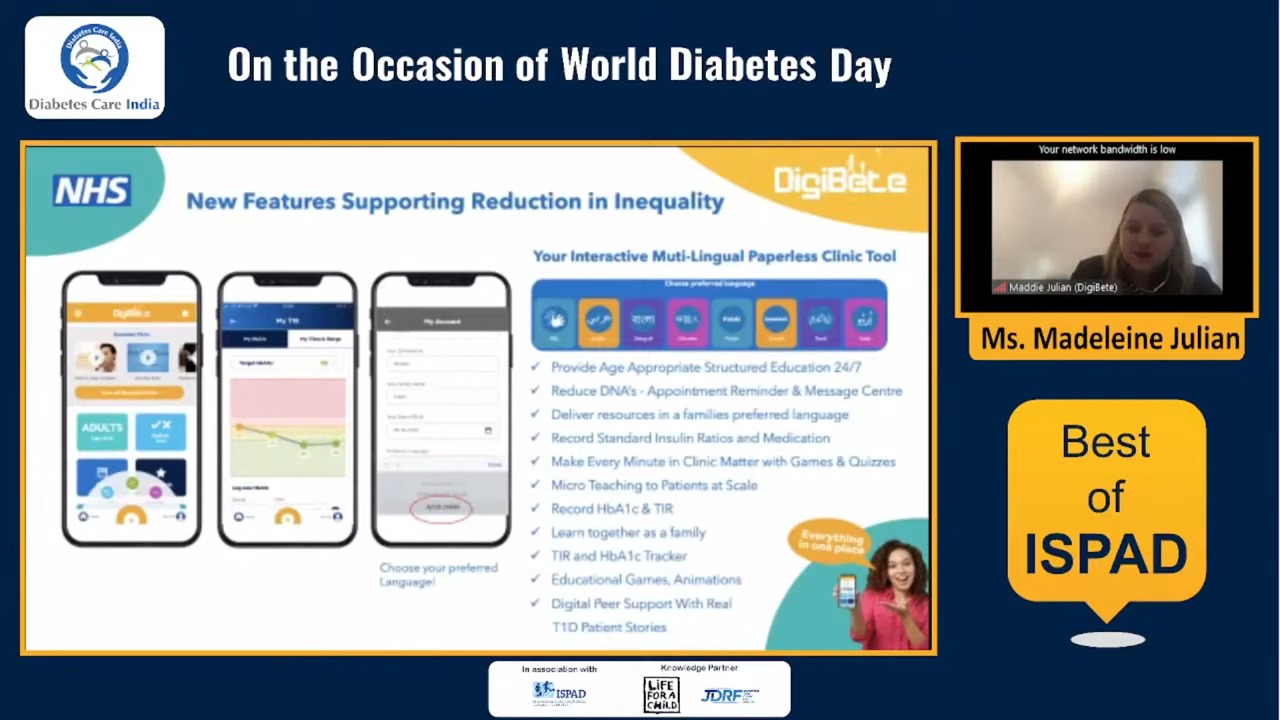 Diabetes Care India
Diabetes Care India
On the Occasion of World Diabetes Day
NHS
New Features Supporting Reduction in Inequality
DigiBete
Your Interactive Muti-Lingual Paperless Clinic Tool
Choose preferred language
عربي
বাংলা
DigiBete
My T1D
My Account
ADULTS
Choose your preferred
Language!
✓ Provide Age Appropriate Structured Education 24/7
✓ Reduce DNA's - Appointment Reminder & Message Centre
✓ Deliver resources in a families preferred language
✓ Record Standard Insulin Ratios and Medication
✓ Make Every Minute in Clinic Matter with Games & Quizzes
✓ Micro Teaching to Patients at Scale
✓ Record HbA1c & TIR
✓ Learn together as a family
✓ TIR and HbA1c Tracker
✓ Educational Games, Animations
✓ Digital Peer Support With Real
T1D Patient Stories
Everything
in one place
Your network bandwidth is low
Maddie Julian (DigiBete)
Ms. Madeleine Julian
Best
of
ISPAD
In association with
ISPAD
Knowledge Partner
LiFE
FOR A
CHiLD
JDRF